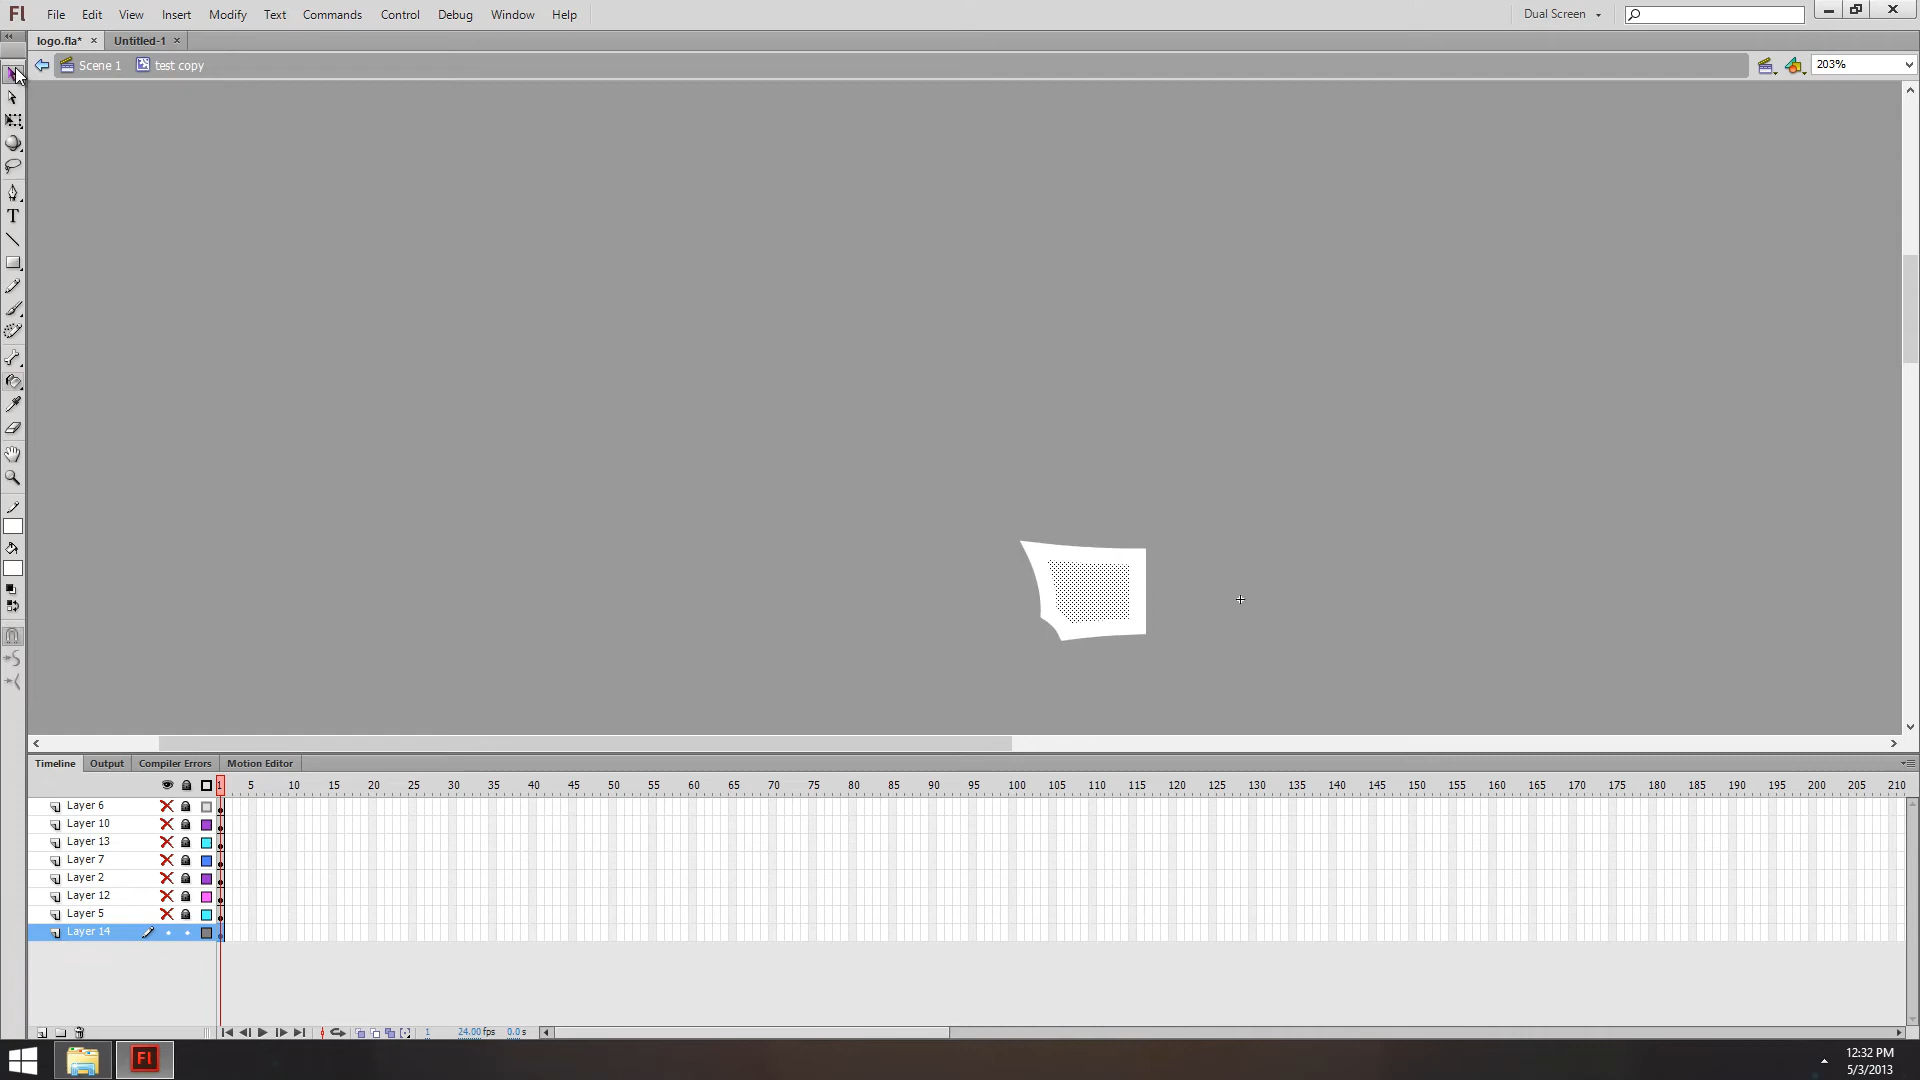 Fl File Edit View Insert Modify Text Commands Control Debug Window Help Dual Screen
logo.fla* × Untitled-1 ×
Scene 1 test copy 203%
T
Timeline Output Compiler Errors Motion Editor
1 5 10 15 20 25 30 35 40 45 50 55 60 65 70 75 80 85 90 95 100 105 110 115 120 125 130 135 140 145 150 155 160 165 170 175 180 185 190 195 200 205 210
Layer 6
Layer 10
Layer 13
Layer 7
Layer 2
Layer 12
Layer 5
Layer 14
1 24.00 fps 0.0 s
Fl 12:32 PM
5/3/2013